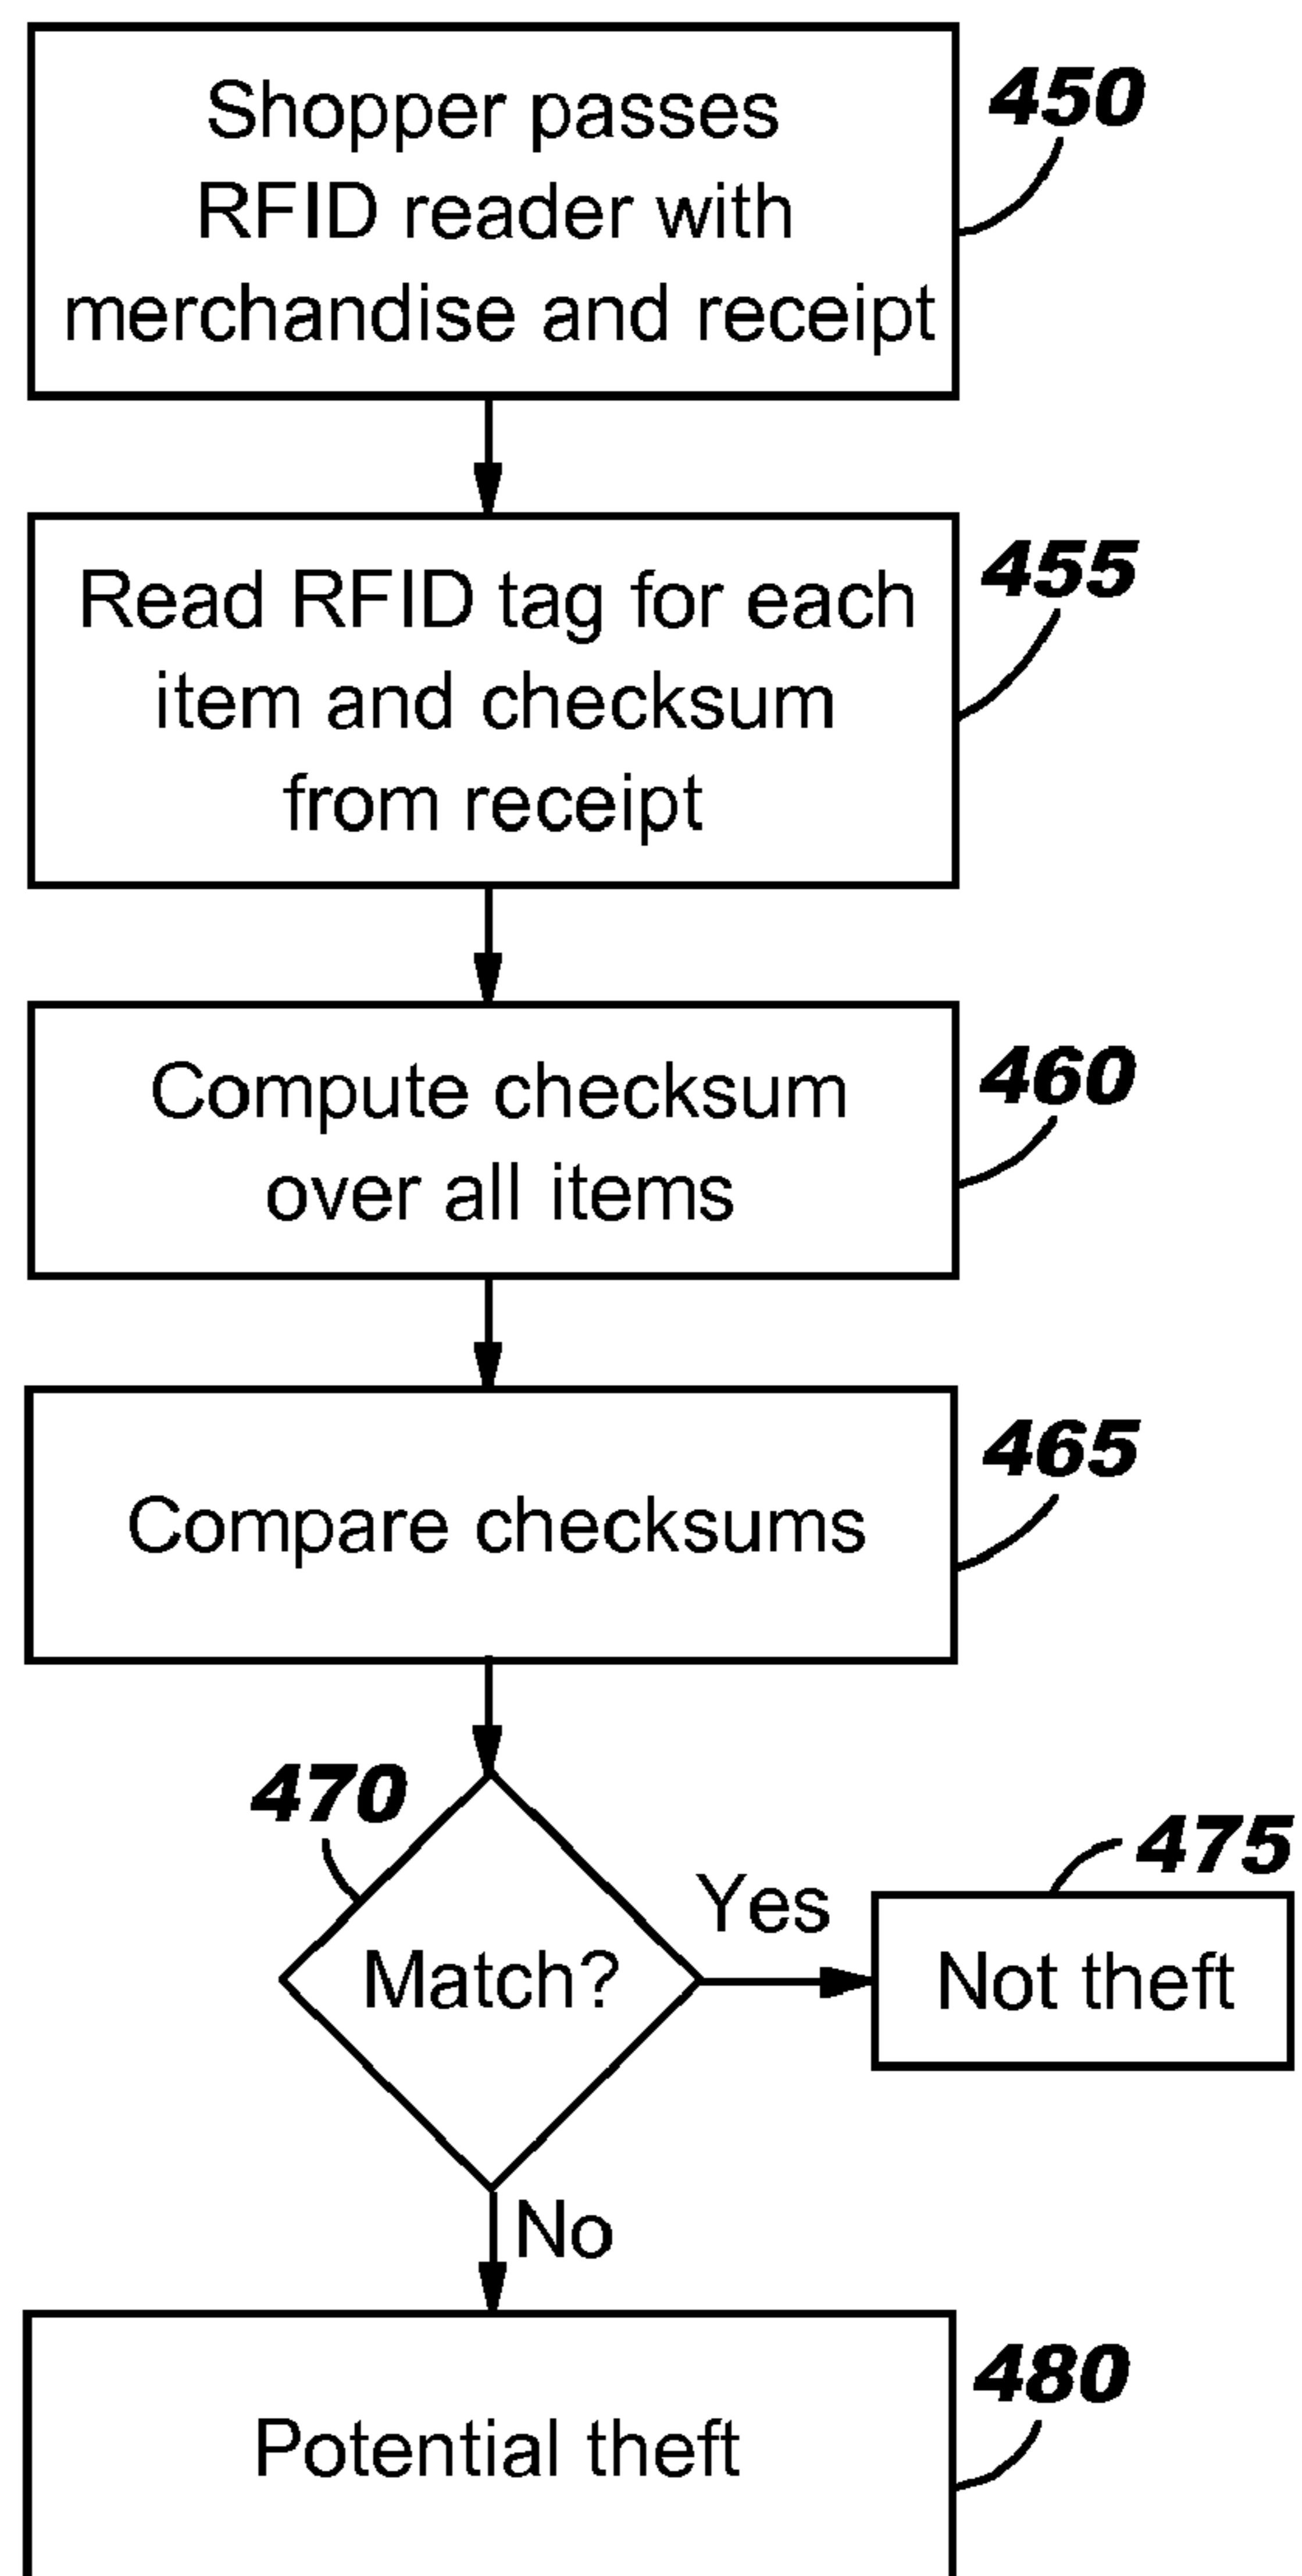 Shopper passes
RFID reader with
merchandise and receipt
450
Read RFID tag for each
item and checksum
from receipt
455
Compute checksum
over all items
460
Compare checksums
465
470
Match?
Yes
475
Not theft
No
Potential theft
480